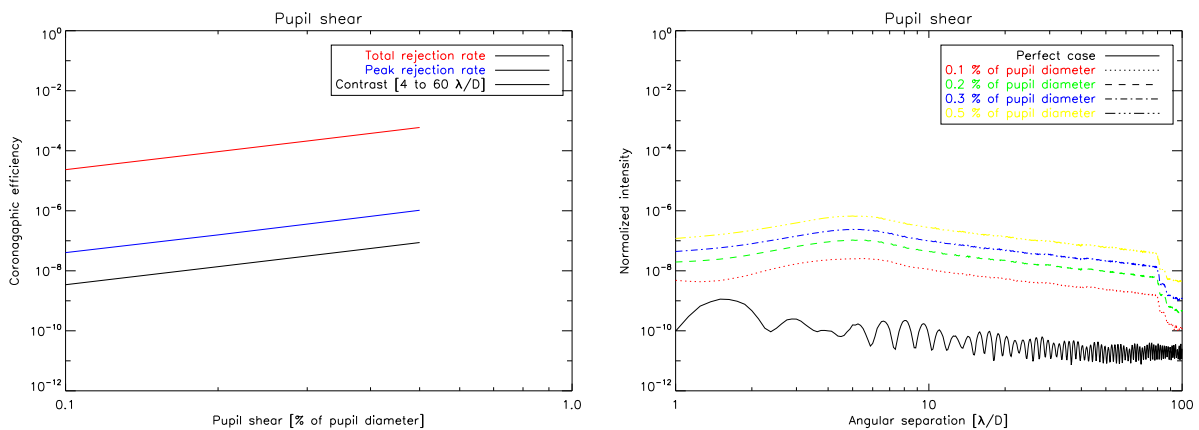 Pupil shear
10^0
10^-2
10^-4
10^-6
10^-8
10^-10
10^-12
Coronagaphic efficiency
Total rejection rate
Peak rejection rate
Contrast [4 to 60 λ/D]
0.1
1.0
Pupil shear [% of pupil diameter]
Pupil shear
10^0
10^-2
10^-4
10^-6
10^-8
10^-10
10^-12
Normalized intensity
Perfect case
0.1 % of pupil diameter
0.2 % of pupil diameter
0.3 % of pupil diameter
0.5 % of pupil diameter
1
10
100
Angular separation [λ/D]